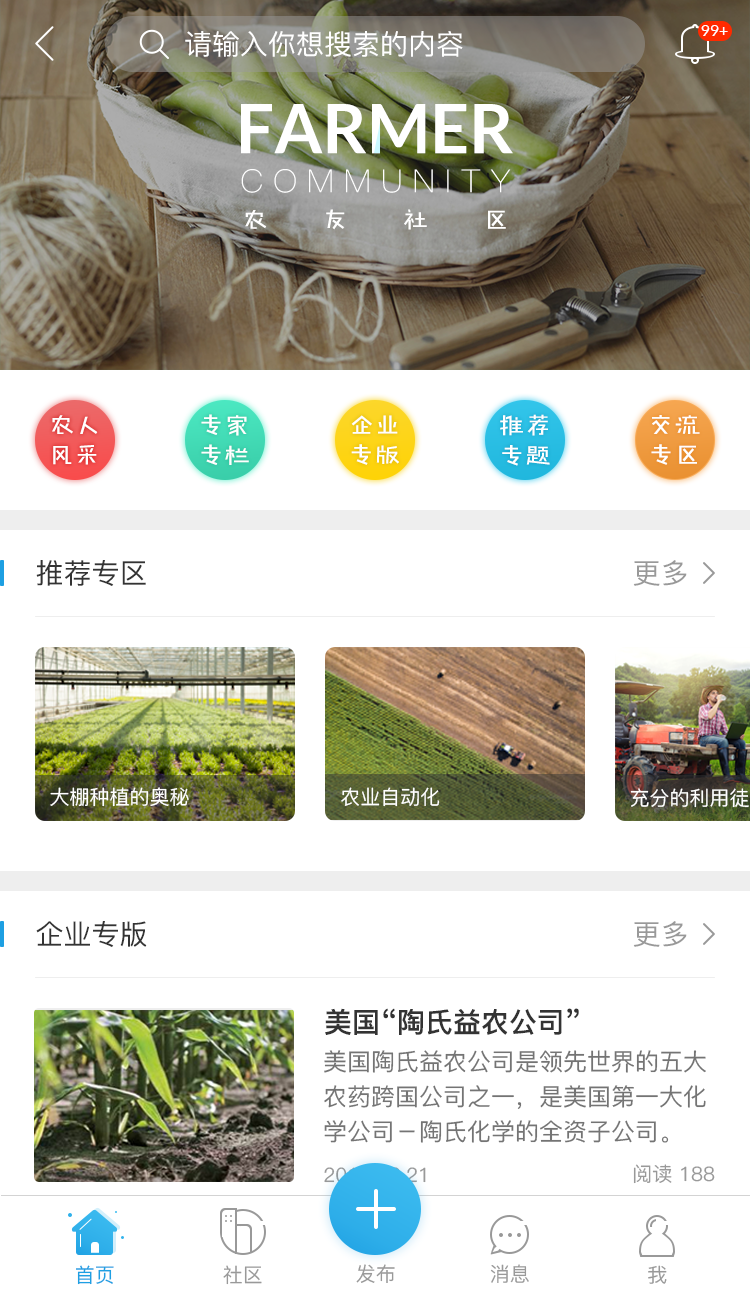 请输入你想搜索的内容
99+
FARMER
COMMUNITY
农友社区
农人
风采
专家
专栏
企业
专版
推荐
专题
交流
专区
推荐专区
更多
大棚种植的奥秘
农业自动化
充分的利用徒
企业专版
更多
美国“陶氏益农公司”
美国陶氏益农公司是领先世界的五大
农药跨国公司之一，是美国第一大化
学公司－陶氏化学的全资子公司。
阅读 188
首页
社区
发布
消息
我